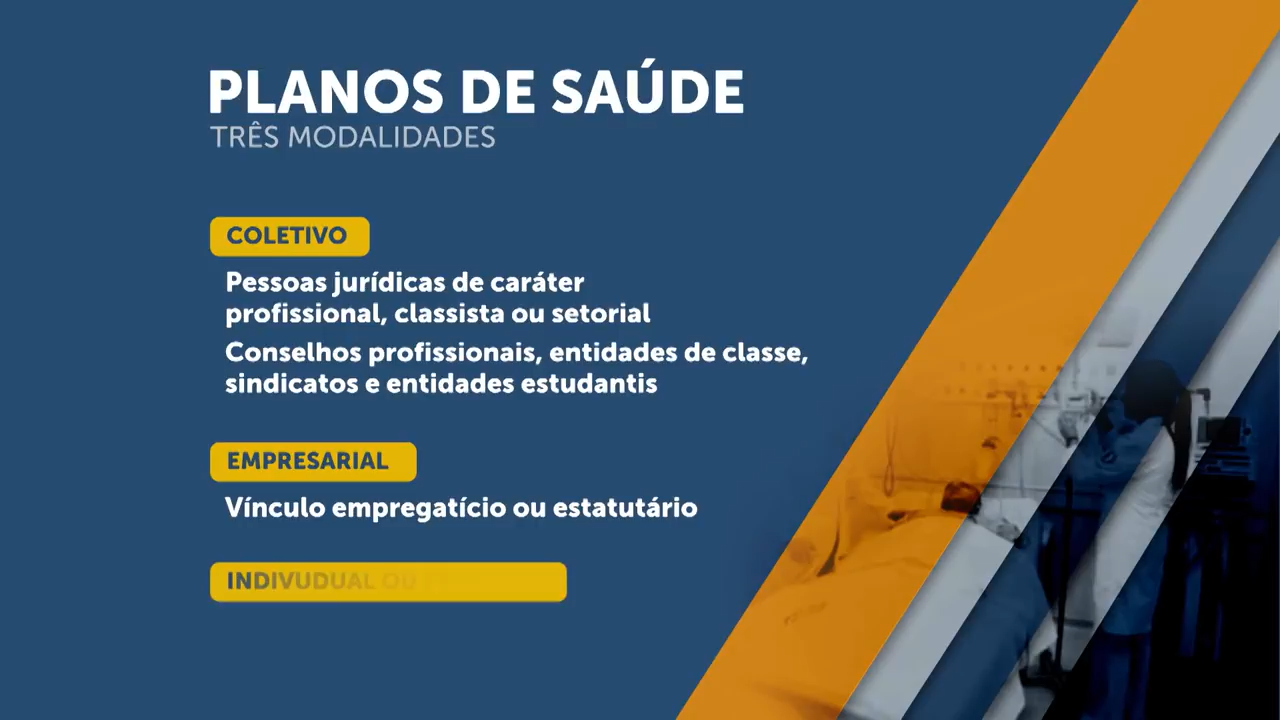 PLANOS DE SAÚDE
TRÊS MODALIDADES
COLETIVO
Pessoas jurídicas de caráter
profissional, classista ou setorial
Conselhos profissionais, entidades de classe,
sindicatos e entidades estudantis
EMPRESARIAL
Vínculo empregatício ou estatutário
INDIVUDUAL OU